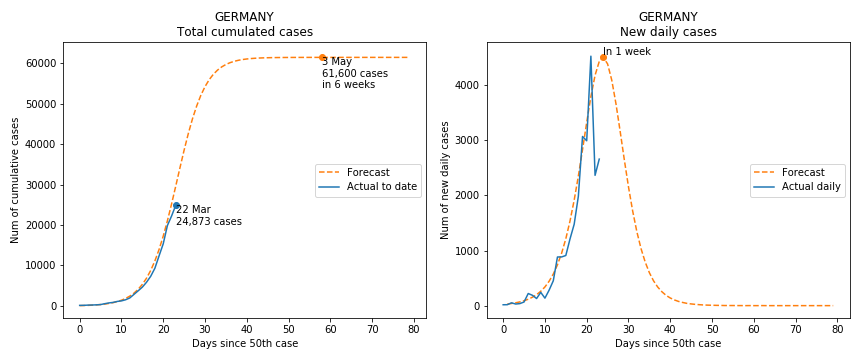 GERMANY
Total cumulated cases
Num of cumulative cases
60000
50000
40000
30000
20000
10000
0
3 May
61,600 cases
in 6 weeks
22 Mar
24,873 cases
Forecast
Actual to date
0 10 20 30 40 50 60 70 80
Days since 50th case
GERMANY
New daily cases
Num of new daily cases
4000
3000
2000
1000
0
In 1 week
Forecast
Actual daily
0 10 20 30 40 50 60 70 80
Days since 50th case